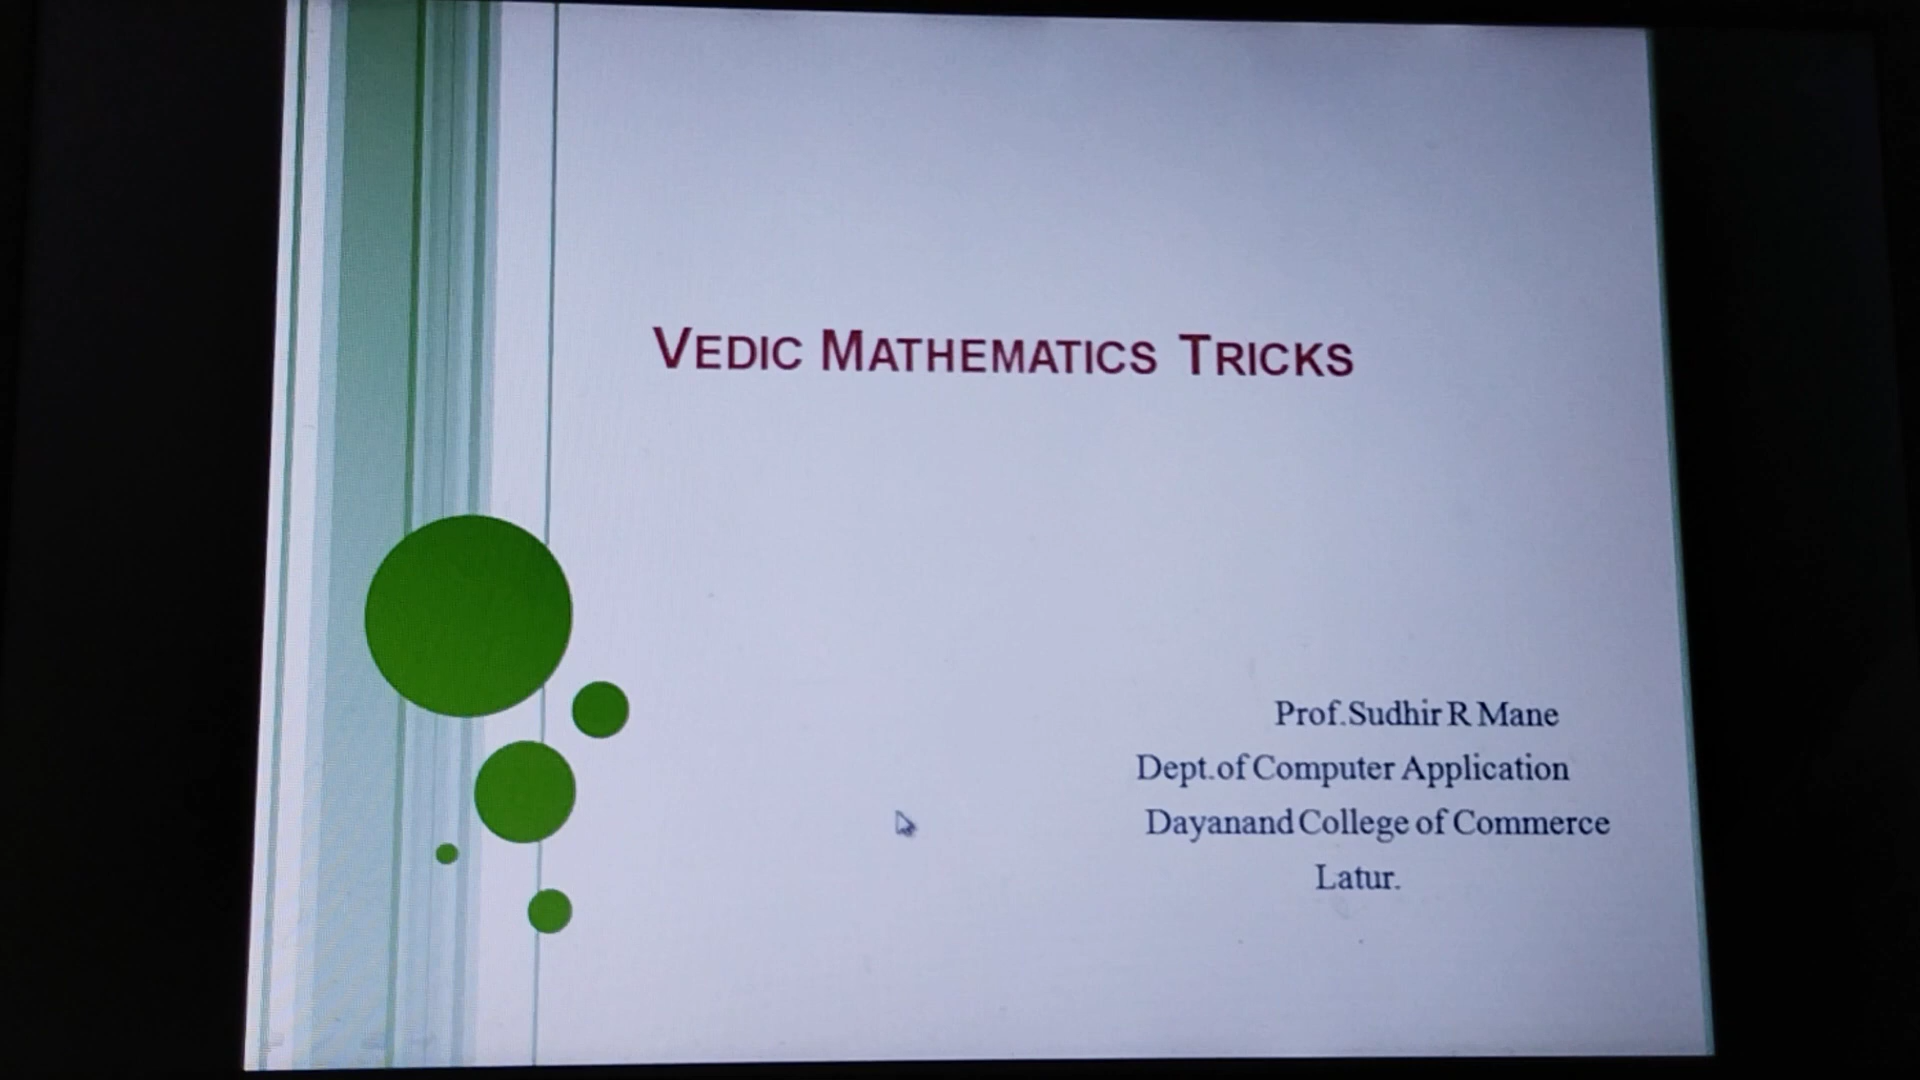 VEDIC MATHEMATICS TRICKS
Prof.Sudhir R Mane
Dept.of Computer Application
Dayanand College of Commerce
Latur.